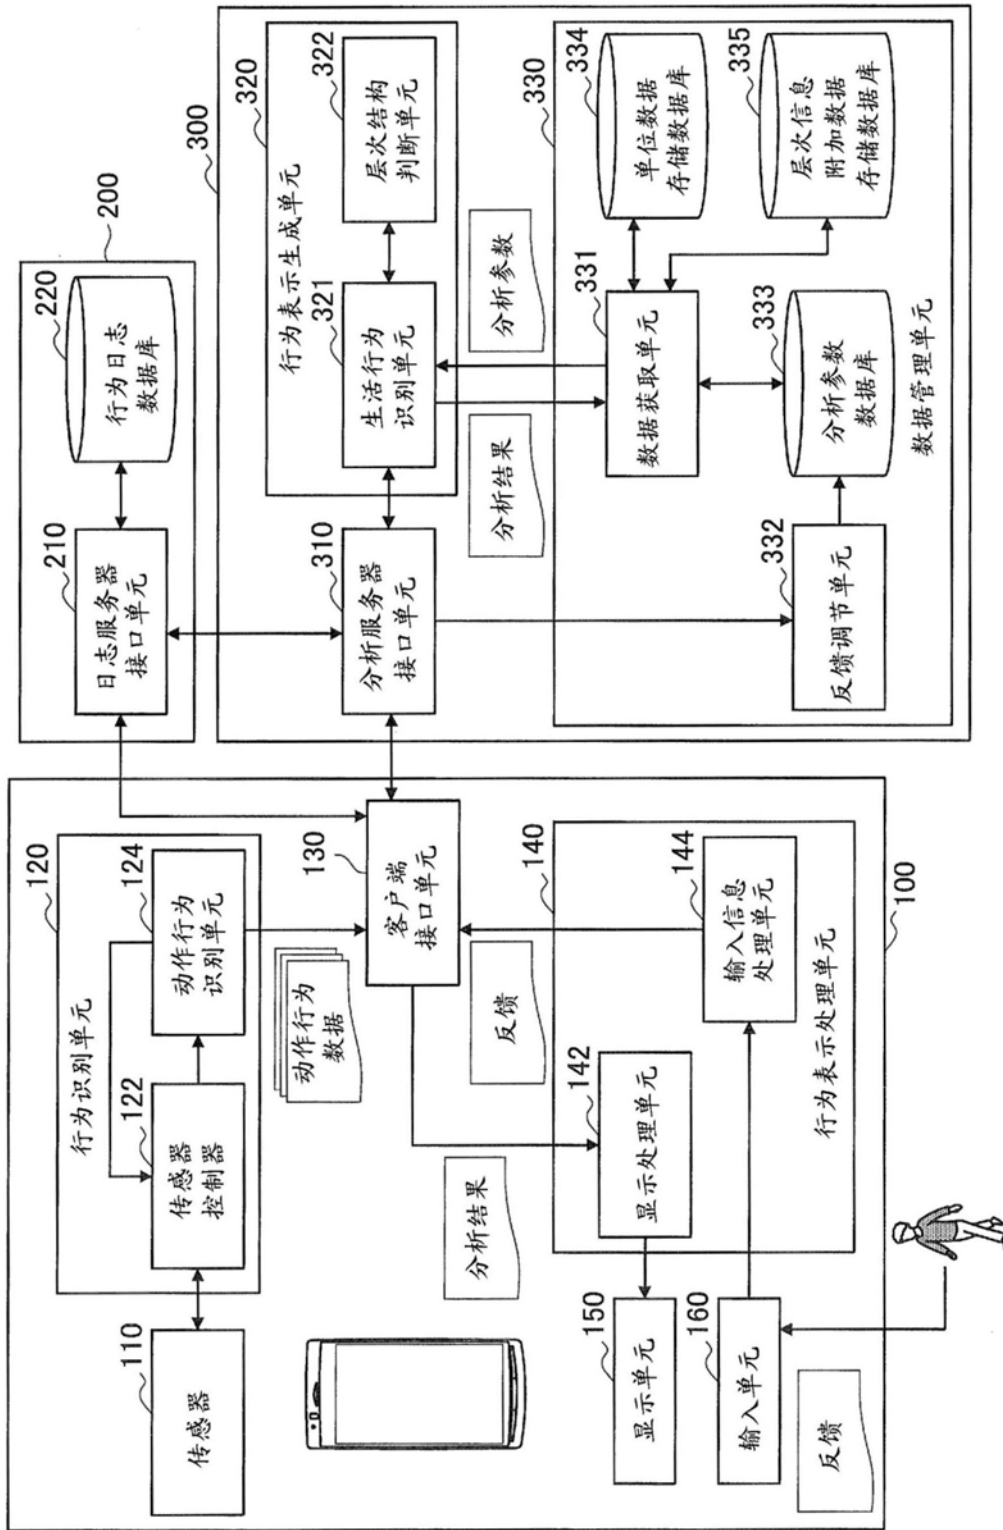 100
110
传感器
120
行为识别单元
122
传感器
控制器
124
动作行为
识别单元
动作行为
数据
130
客户端
接口单元
分析结果
反馈
140
142
显示处理单元
144
输入信息
处理单元
行为表示处理单元
150
显示单元
160
输入单元
反馈
200
210
日志服务器
接口单元
220
行为日志
数据库
300
310
分析服务器
接口单元
320
行为表示生成单元
321
生活行为
识别单元
322
层次结构
判断单元
分析结果
分析参数
330
331
数据获取单元
332
反馈调节单元
333
分析参数
数据库
334
单位数据
存储数据库
335
层次信息
附加数据
存储数据库
数据管理单元